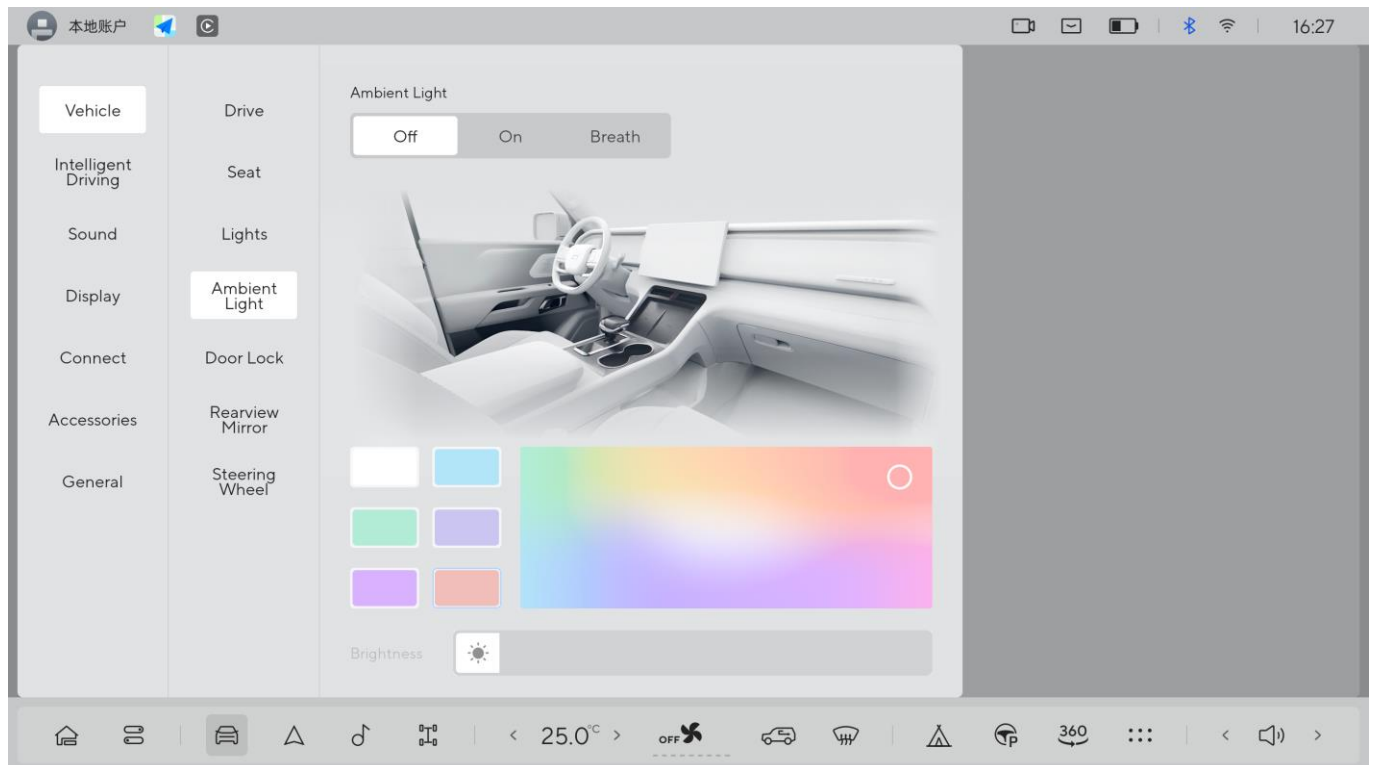 本地账户
16:27
Vehicle
Intelligent
Driving
Sound
Display
Connect
Accessories
General
Drive
Seat
Lights
Ambient
Light
Door Lock
Rearview
Mirror
Steering
Wheel
Ambient Light
Off On Breath
Brightness
25.0°C
OFF
P
360